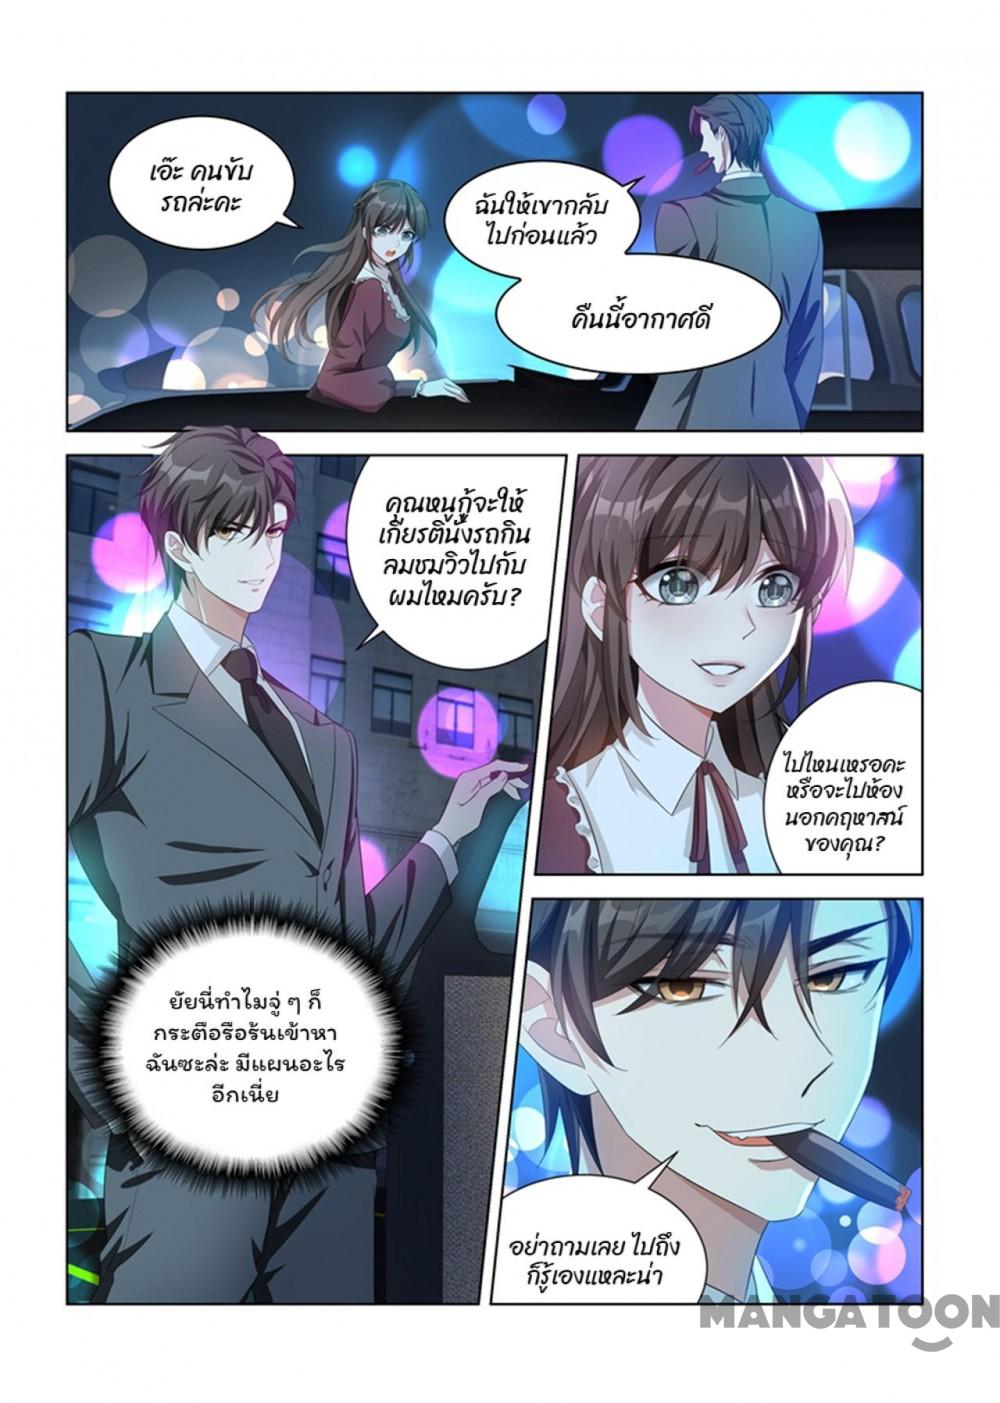 เอ๊ะ คนขับ
รถล่ะคะ
ฉันให้เขากลับ
ไปก่อนแล้ว
คืนนี้อากาศดี
คุณหนูกู้จะให้
เกียรตินั่งรถกิน
ลมชมวิวไปกับ
ผมไหมครับ?
ไปไหนเหรอคะ
หรือจะไปห้อง
นอกคฤหาสน์
ของคุณ?
ยัยนี่ทำไมจู่ ๆ ก็
กระตือรือร้นเข้าหา
ฉันซะล่ะ มีแผนอะไร
อีกเนี่ย
อย่าถามเลย ไปถึง
ก็รู้เองแหละน่า
MANGATOON